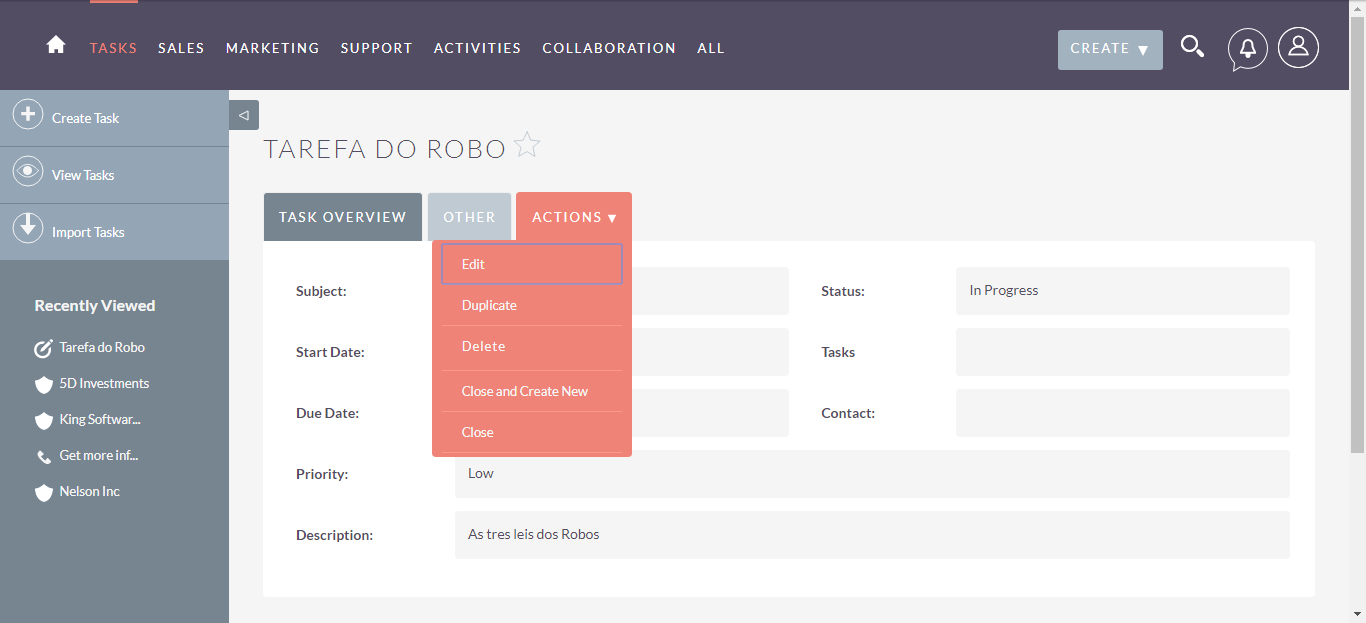 TASKS SALES MARKETING SUPPORT ACTIVITIES COLLABORATION ALL CREATE ▼
Create Task
View Tasks
Import Tasks
Recently Viewed
Tarefa do Robo
5D Investments
King Softwar...
Get more inf...
Nelson Inc
TAREFA DO ROBO
TASK OVERVIEW OTHER ACTIONS ▼
Edit
Duplicate
Delete
Close and Create New
Close
Subject: Status: In Progress
Start Date: Tasks
Due Date: Contact:
Priority: Low
Description: As tres leis dos Robos